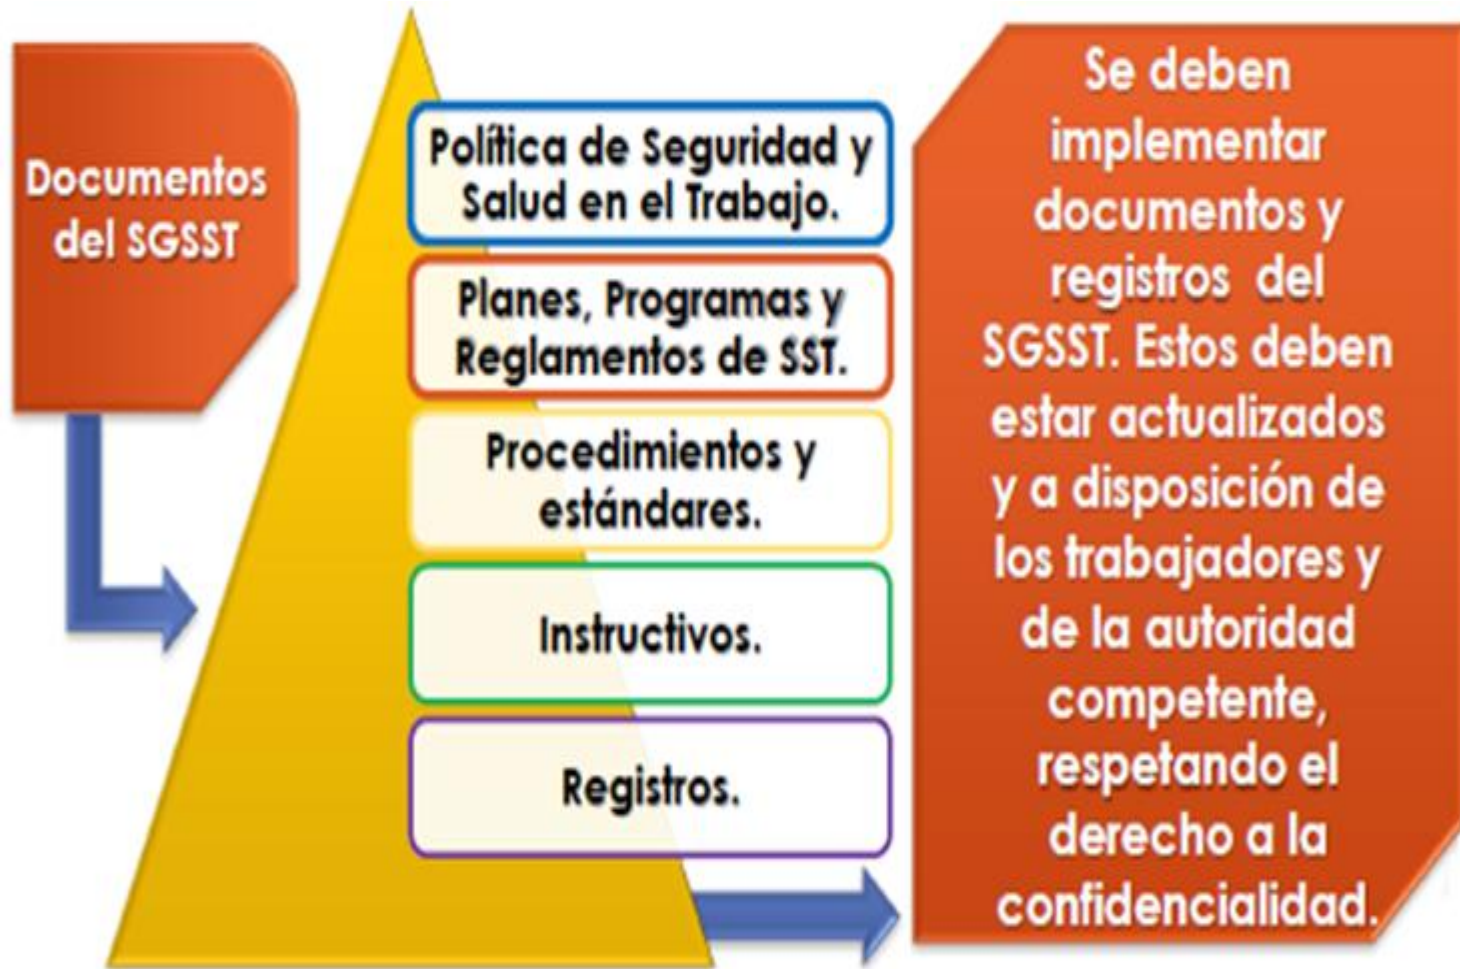 Documentos
del SGSST
Política de Seguridad y
Salud en el Trabajo.
Planes, Programas y
Reglamentos de SST.
Procedimientos y
estándares.
Instructivos.
Registros.
Se deben
implementar
documentos y
registros del
SGSST. Estos deben
estar actualizados
y a disposición de
los trabajadores y
de la autoridad
competente,
respetando el
derecho a la
confidencialidad.